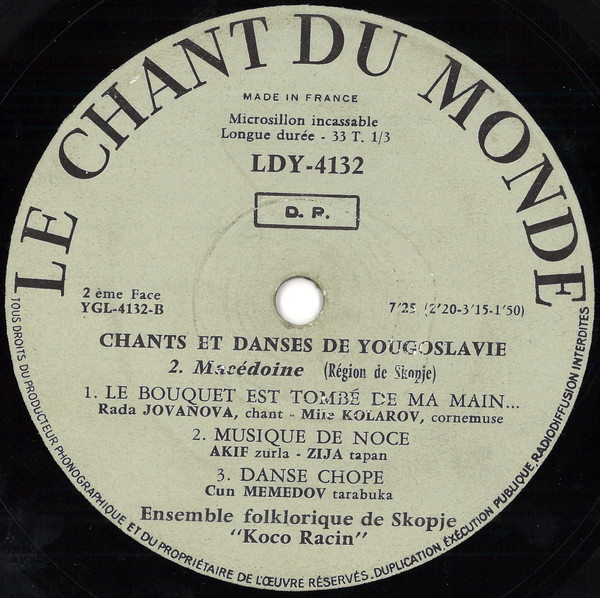 LE CHANT DU MONDE
MADE IN FRANCE
Microsillon incassable
Longue durée - 33 T. 1/3
LDY-4132
D. P.
2 ème Face
YGL-4132-B
7'25 (2'20-3'15-1'50)
CHANTS ET DANSES DE YOUGOSLAVIE
2. Macédoine (Région de Skopje)
1. LE BOUQUET EST TOMBÉ DE MA MAIN...
Rada JOVANOVA, chant - Mile KOLAROV, cornemuse
2. MUSIQUE DE NOCE
AKIF zurla - ZIJA tapan
3. DANSE CHOPE
Cun MEMEDOV tarabuka
Ensemble folklorique de Skopje
"Koco Racin"
TOUS DROITS DU PRODUCTEUR PHONOGRAPHIQUE ET DU PROPRIÉTAIRE DE L'ŒUVRE RÉSERVÉS. DUPLICATION, EXÉCUTION PUBLIQUE, RADIODIFFUSION INTERDITES